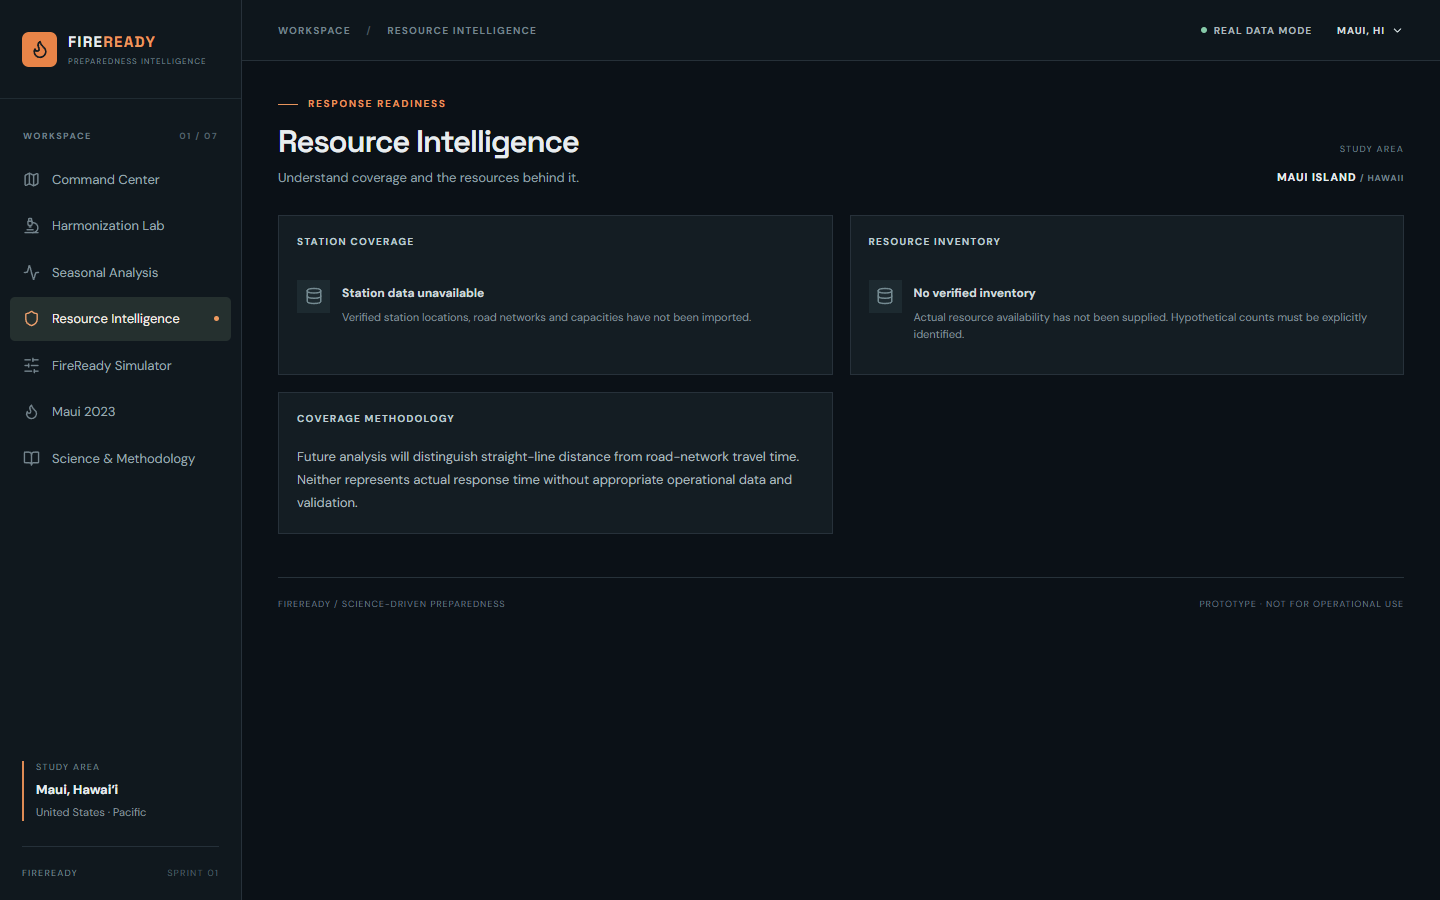 FIREREADY
PREPAREDNESS INTELLIGENCE
WORKSPACE 01 / 07
Command Center
Harmonization Lab
Seasonal Analysis
Resource Intelligence
FireReady Simulator
Maui 2023
Science & Methodology
STUDY AREA
Maui, Hawaiʻi
United States · Pacific
FIREREADY SPRINT 01
WORKSPACE / RESOURCE INTELLIGENCE
REAL DATA MODE MAUI, HI
RESPONSE READINESS
Resource Intelligence
Understand coverage and the resources behind it.
STUDY AREA
MAUI ISLAND / HAWAII
STATION COVERAGE
Station data unavailable
Verified station locations, road networks and capacities have not been imported.
RESOURCE INVENTORY
No verified inventory
Actual resource availability has not been supplied. Hypothetical counts must be explicitly
identified.
COVERAGE METHODOLOGY
Future analysis will distinguish straight-line distance from road-network travel time.
Neither represents actual response time without appropriate operational data and
validation.
FIREREADY / SCIENCE-DRIVEN PREPAREDNESS
PROTOTYPE · NOT FOR OPERATIONAL USE